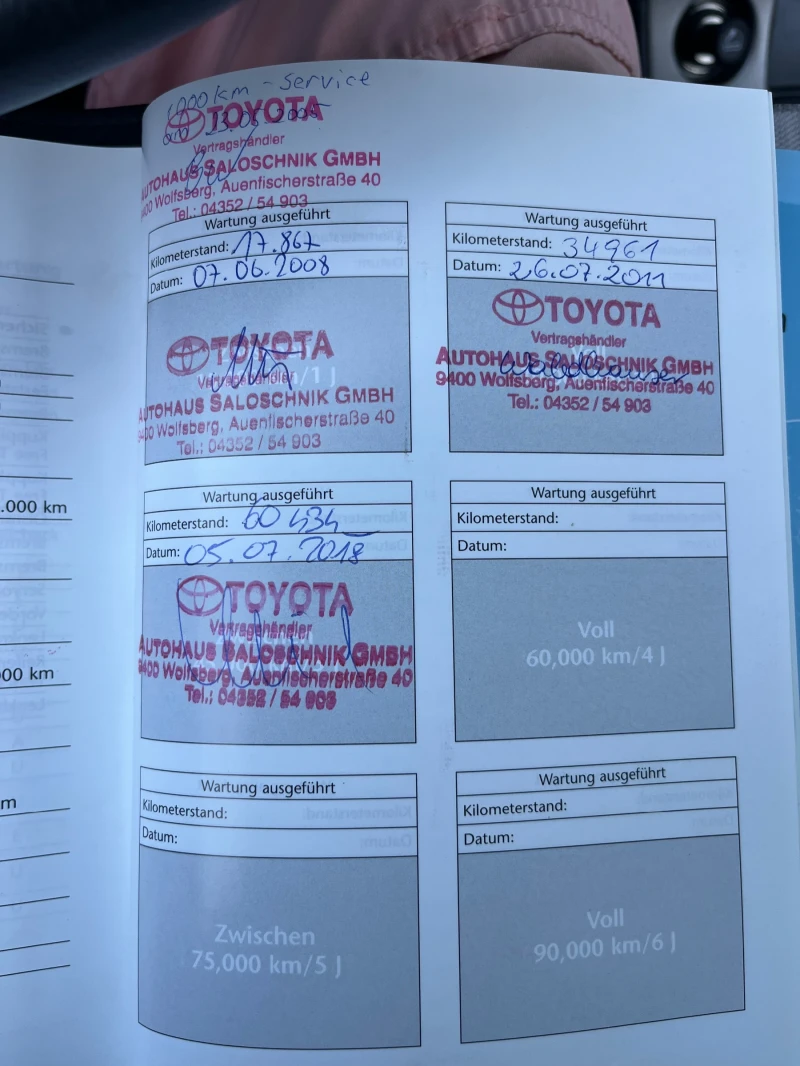 000 km - Service
TOYOTA
Vertragshändler
AUTOHAUS SALOSCHNIK GMBH
9400 Wolfsberg, Auenfischerstraße 40
Tel.: 04352 / 54 903
Wartung ausgeführt
Kilometerstand: 17.867
Datum: 07.06.2008
TOYOTA
Vertragshändler
AUTOHAUS SALOSCHNIK GMBH
9400 Wolfsberg, Auenfischerstraße 40
Tel.: 04352 / 54 903
Wartung ausgeführt
Kilometerstand: 34961
Datum: 26.07.2011
TOYOTA
Vertragshändler
AUTOHAUS SALOSCHNIK GMBH
9400 Wolfsberg, Auenfischerstraße 40
Tel.: 04352 / 54 903
Wartung ausgeführt
Kilometerstand: 60434
Datum: 05.07.2018
TOYOTA
Vertragshändler
AUTOHAUS SALOSCHNIK GMBH
9400 Wolfsberg, Auenfischerstraße 40
Tel.: 04352 / 54 903
Wartung ausgeführt
Kilometerstand:
Datum:
Voll
60,000 km/4 J
Wartung ausgeführt
Kilometerstand:
Datum:
Zwischen
75,000 km/5 J
Wartung ausgeführt
Kilometerstand:
Datum:
Voll
90,000 km/6 J
.000 km
00 km
m